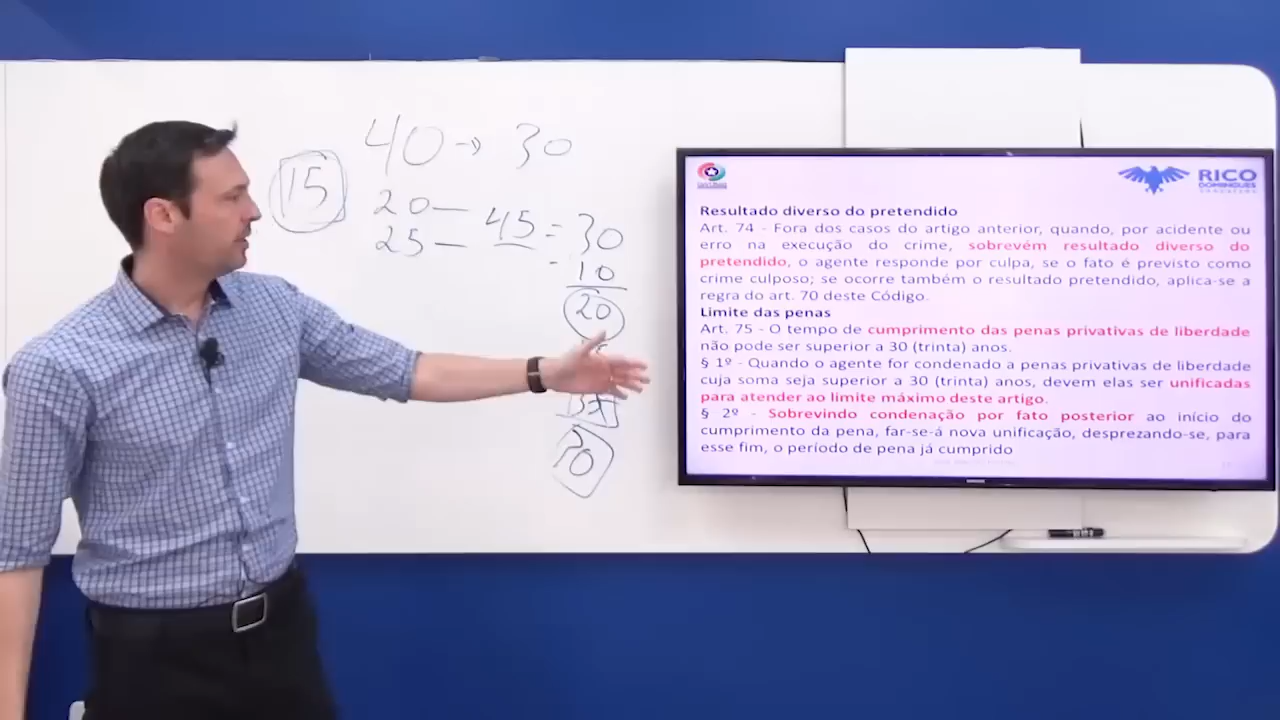 40 → 30
15
20 — 45 = 30
25 —
- 10
20
30
RICO
DOMINGUES
Resultado diverso do pretendido
Art. 74 - Fora dos casos do artigo anterior, quando, por acidente ou
erro na execução do crime, sobrevém resultado diverso do
pretendido, o agente responde por culpa, se o fato é previsto como
crime culposo; se ocorre também o resultado pretendido, aplica-se a
regra do art. 70 deste Código.
Limite das penas
Art. 75 - O tempo de cumprimento das penas privativas de liberdade
não pode ser superior a 30 (trinta) anos.
§ 1º - Quando o agente for condenado a penas privativas de liberdade
cuja soma seja superior a 30 (trinta) anos, devem elas ser unificadas
para atender ao limite máximo deste artigo.
§ 2º - Sobrevindo condenação por fato posterior ao início do
cumprimento da pena, far-se-á nova unificação, desprezando-se, para
esse fim, o período de pena já cumprido